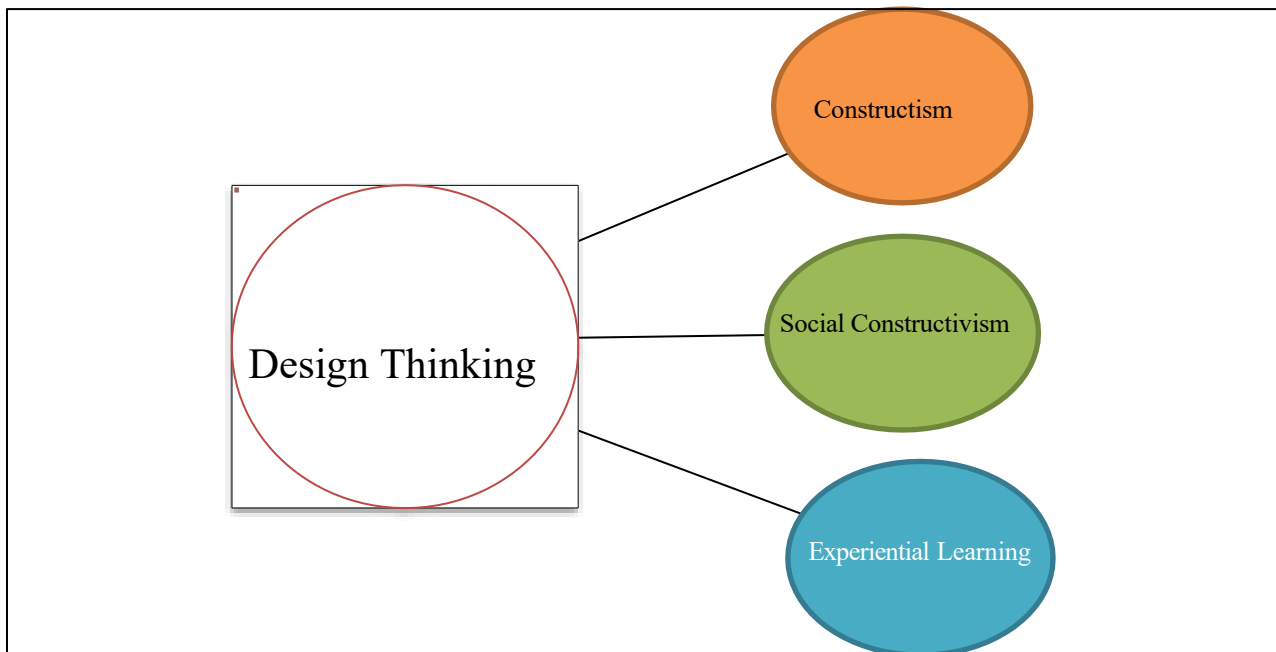 Constructism
Social Constructivism
Design Thinking
Experiential Learning